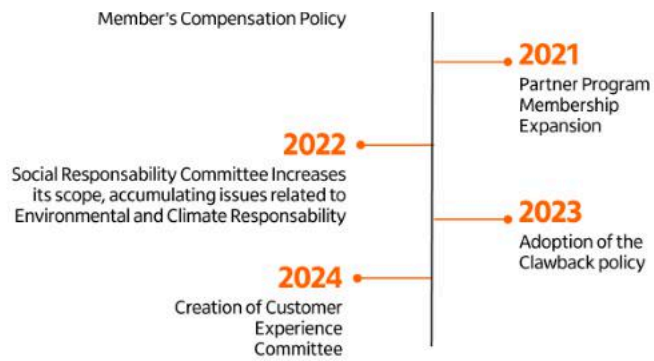 Member's Compensation Policy
2021
Partner Program
Membership
Expansion
2022
Social Responsability Committee Increases
its scope, accumulating issues related to
Environmental and Climate Responsability
2023
Adoption of the
Clawback policy
2024
Creation of Customer
Experience
Committee